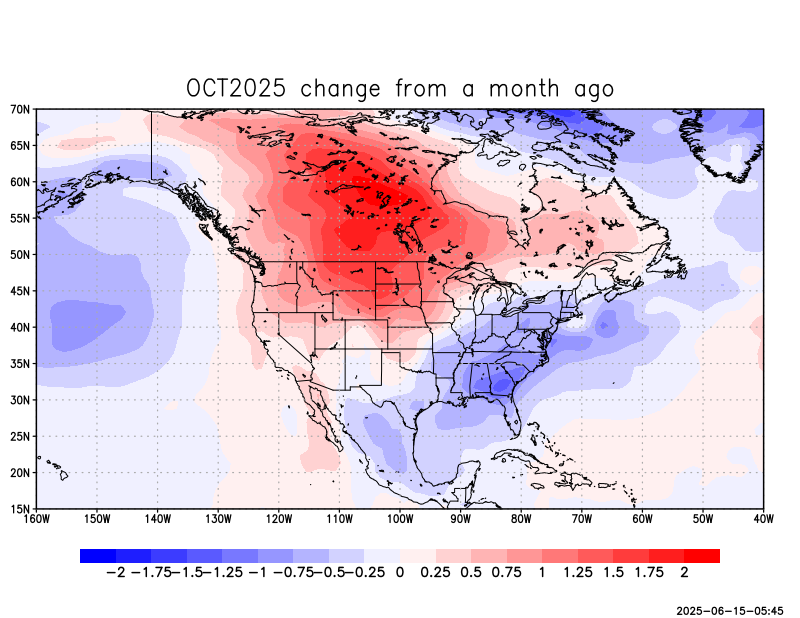 OCT2025 change from a month ago
70N
65N
60N
55N
50N
45N
40N
35N
30N
25N
20N
15N
160W 150W 140W 130W 120W 110W 100W 90W 80W 70W 60W 50W 40W
-2 -1.75 -1.5 -1.25 -1 -0.75 -0.5 -0.25 0 0.25 0.5 0.75 1 1.25 1.5 1.75 2
2025-06-15-05:45